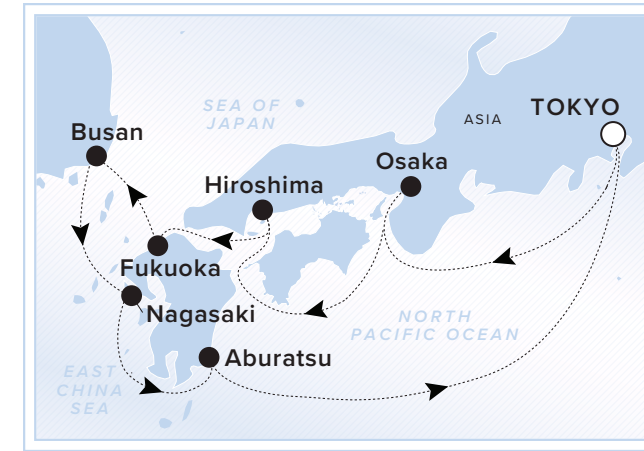 SEA OF
JAPAN
ASIA
TOKYO
Busan
Osaka
Hiroshima
Fukuoka
Nagasaki
NORTH
PACIFIC OCEAN
Aburatsu
EAST
CHINA
SEA